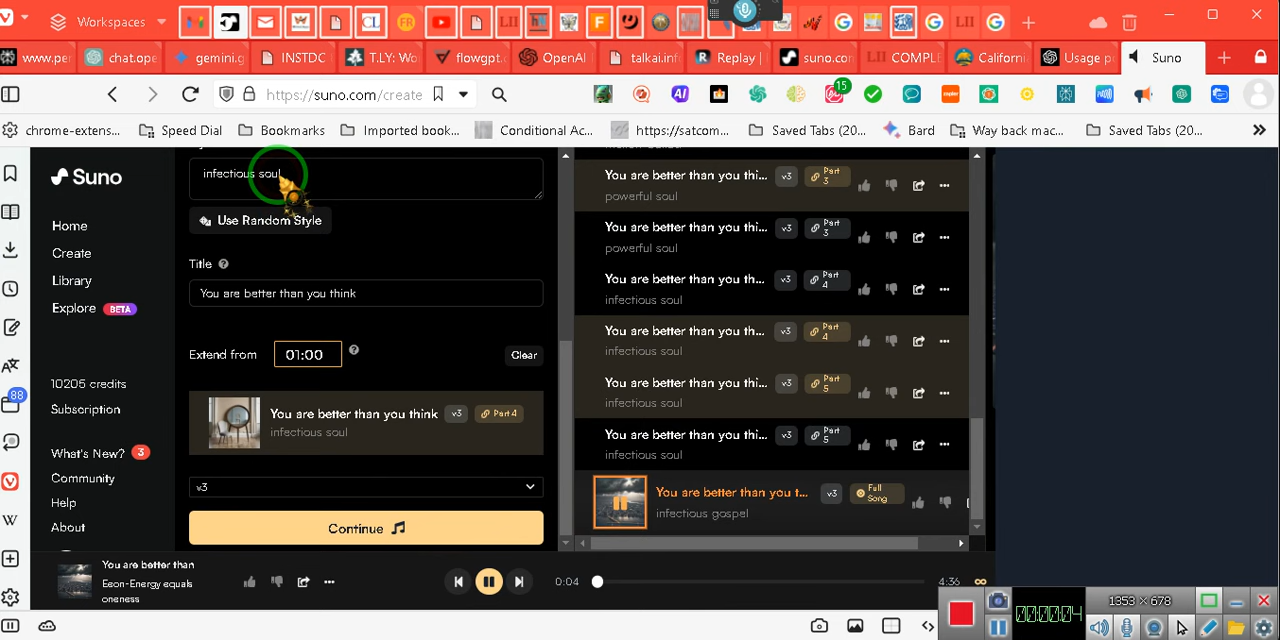 Workspaces
www.pe
chat.ope
gemini.g
INSTDC
T.LY: Wo
flowgpt.
OpenAI
talkai.inf
Replay |
suno.con
LII COMPLE
Californi
Usage po
Suno
https://suno.com/create
15
chrome-extens...
Speed Dial
Bookmarks
Imported book...
Conditional Ac...
https://satcom...
Saved Tabs (20...
Bard
Way back mac...
Saved Tabs (20...
Suno
Home
Create
Library
Explore BETA
10205 credits
Subscription
What's New? 3
Community
Help
About
88
infectious soul
Use Random Style
Title
You are better than you think
Extend from 01:00
Clear
You are better than you think v3 Part 4
infectious soul
v3
Continue
You are better than you thi... v3 Part 3
powerful soul
You are better than you th... v3 Part 3
powerful soul
You are better than you th... v3 Part 4
infectious soul
You are better than you thi... v3 Part 4
infectious soul
You are better than you thi... v3 Part 5
infectious soul
You are better than you thi... v3 Part 5
infectious soul
You are better than you t... v3 Full Song
infectious gospel
You are better than
Eeon-Energy equals
oneness
0:04
4:36
00:00:04
1353 × 678